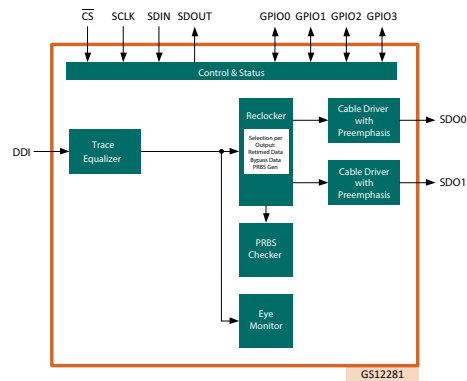 CS SCLK SDIN SDOUT GPIO0 GPIO1 GPIO2 GPIO3
Control & Status
Reclocker
Selection per
Output:
Retimed Data
Bypass Data
PRBS Gen
Cable Driver
with
Preemphasis
SDO0
DDI
Trace
Equalizer
Cable Driver
with
Preemphasis
SDO1
PRBS
Checker
Eye
Monitor
GS12281